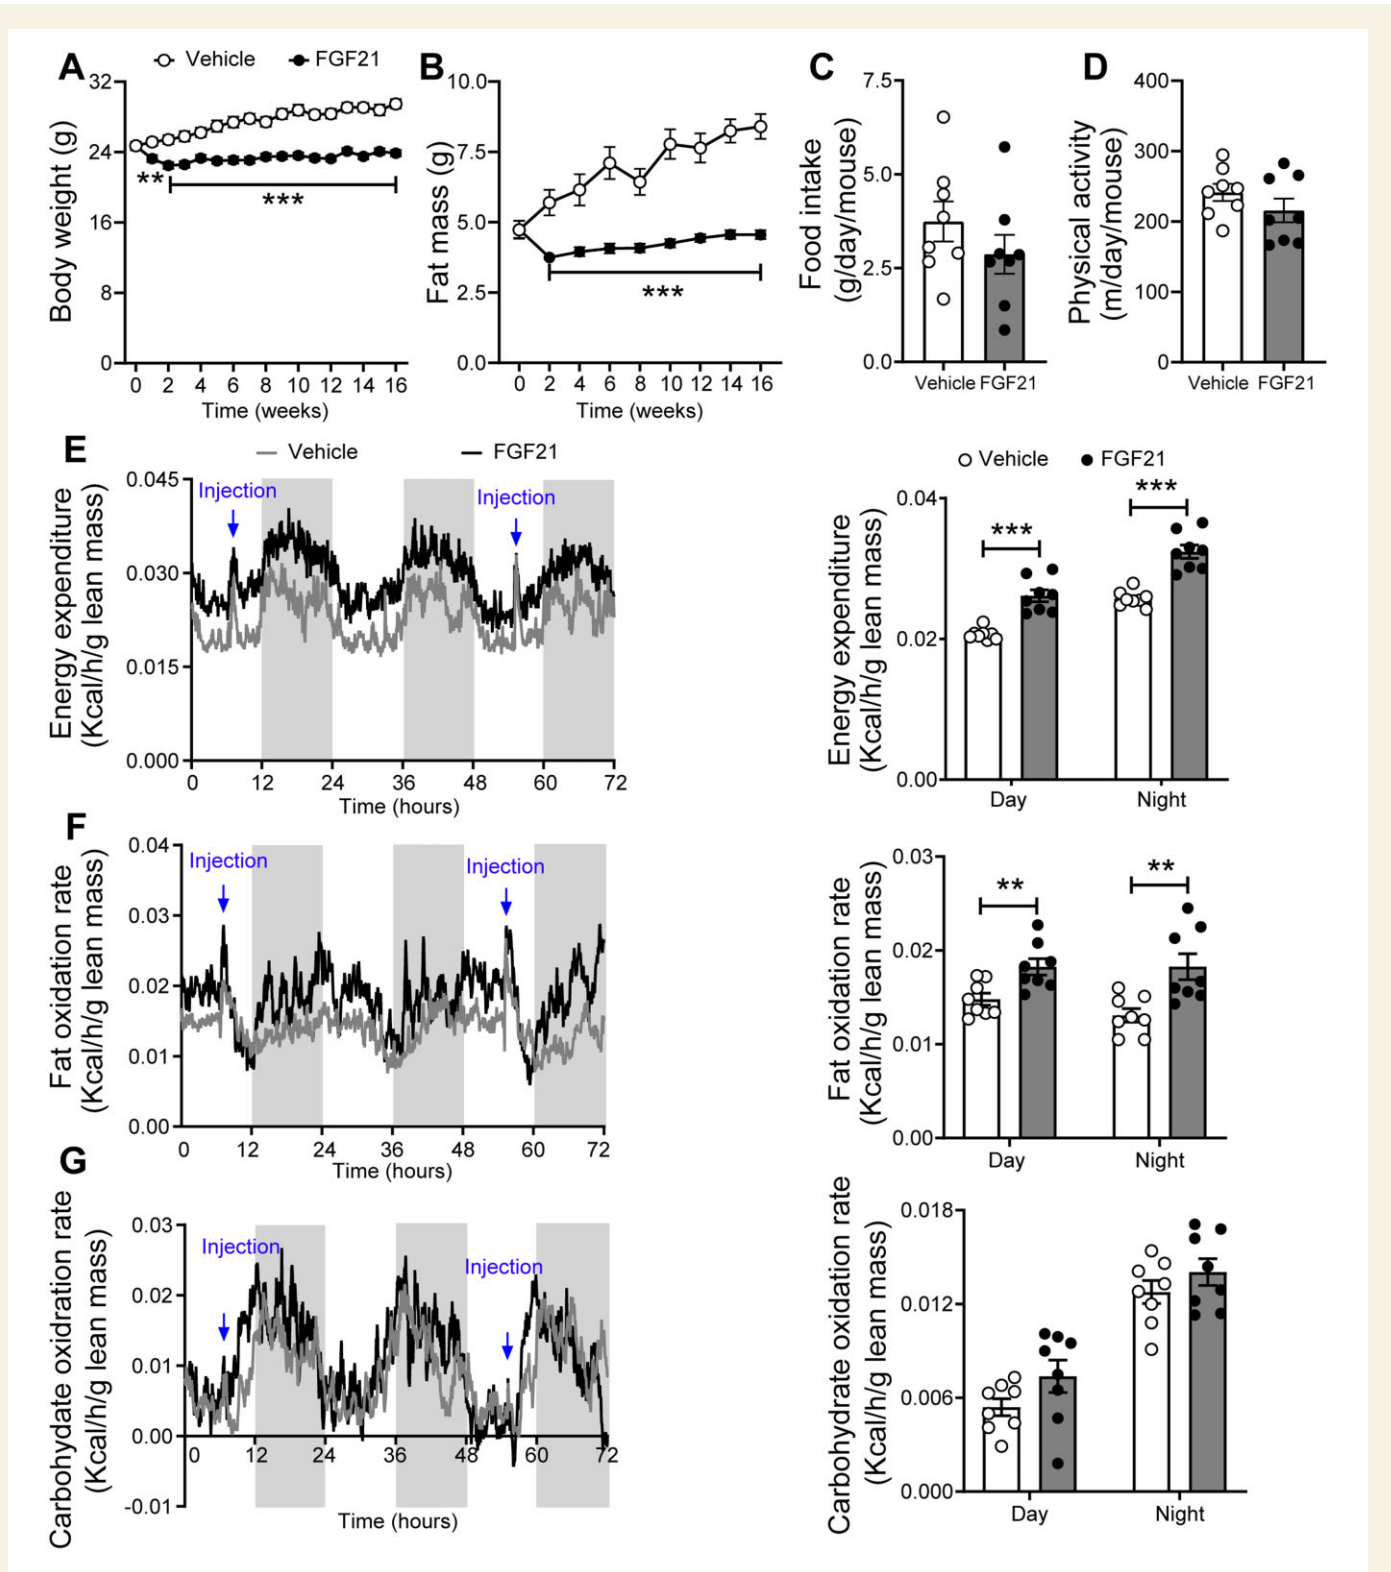 A
Vehicle
FGF21
Body weight (g)
32
24
16
8
0
**
***
0 2 4 6 8 10 12 14 16
Time (weeks)
B
Fat mass (g)
10.0
7.5
5.0
2.5
0.0
***
0 2 4 6 8 10 12 14 16
Time (weeks)
C
Food intake
(g/day/mouse)
7.5
5.0
2.5
0.0
Vehicle FGF21
D
Physical activity
(m/day/mouse)
400
300
200
100
0
Vehicle FGF21
E
Vehicle
FGF21
Energy expenditure
(Kcal/h/g lean mass)
0.045
0.030
0.015
0.000
Injection
Injection
0 12 24 36 48 60 72
Time (hours)
Vehicle
FGF21
Energy expenditure
(Kcal/h/g lean mass)
0.04
0.02
0.00
***
***
Day Night
F
Fat oxidation rate
(Kcal/h/g lean mass)
0.04
0.03
0.02
0.01
0.00
Injection
Injection
0 12 24 36 48 60 72
Time (hours)
Fat oxidation rate
(Kcal/h/g lean mass)
0.03
0.02
0.01
0.00
**
**
Day Night
G
Carbohydate oxidration rate
(Kcal/h/g lean mass)
0.03
0.02
0.01
0.00
-0.01
Injection
Injection
0 12 24 36 48 60 72
Time (hours)
Carbohydrate oxidation rate
(Kcal/h/g lean mass)
0.018
0.012
0.006
0.000
Day Night